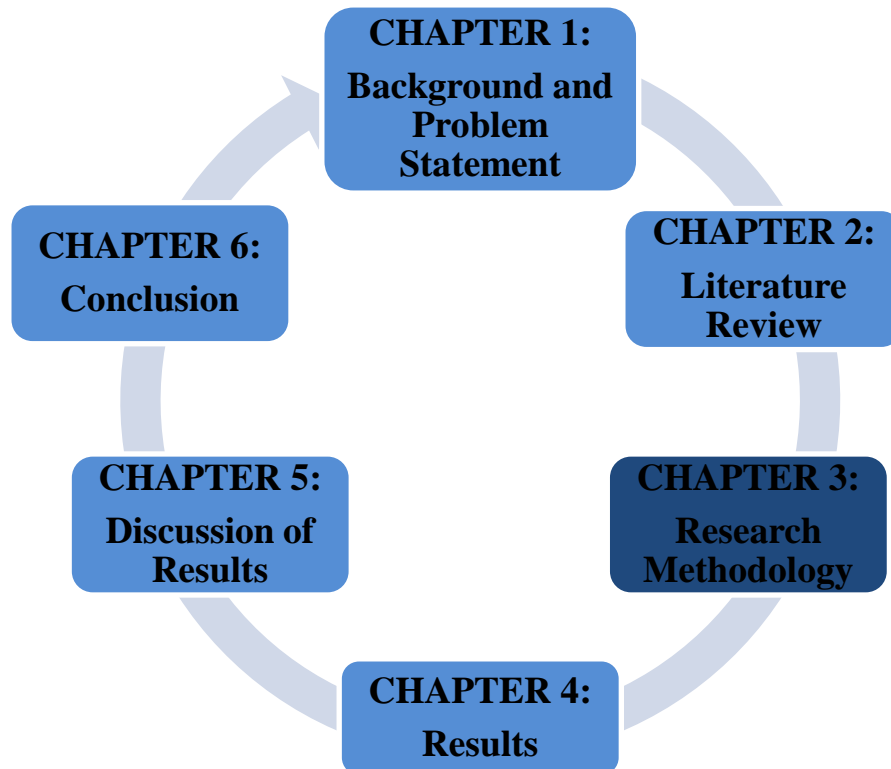 CHAPTER 1:
Background and
Problem
Statement
CHAPTER 2:
Literature
Review
CHAPTER 3:
Research
Methodology
CHAPTER 4:
Results
CHAPTER 5:
Discussion of
Results
CHAPTER 6:
Conclusion